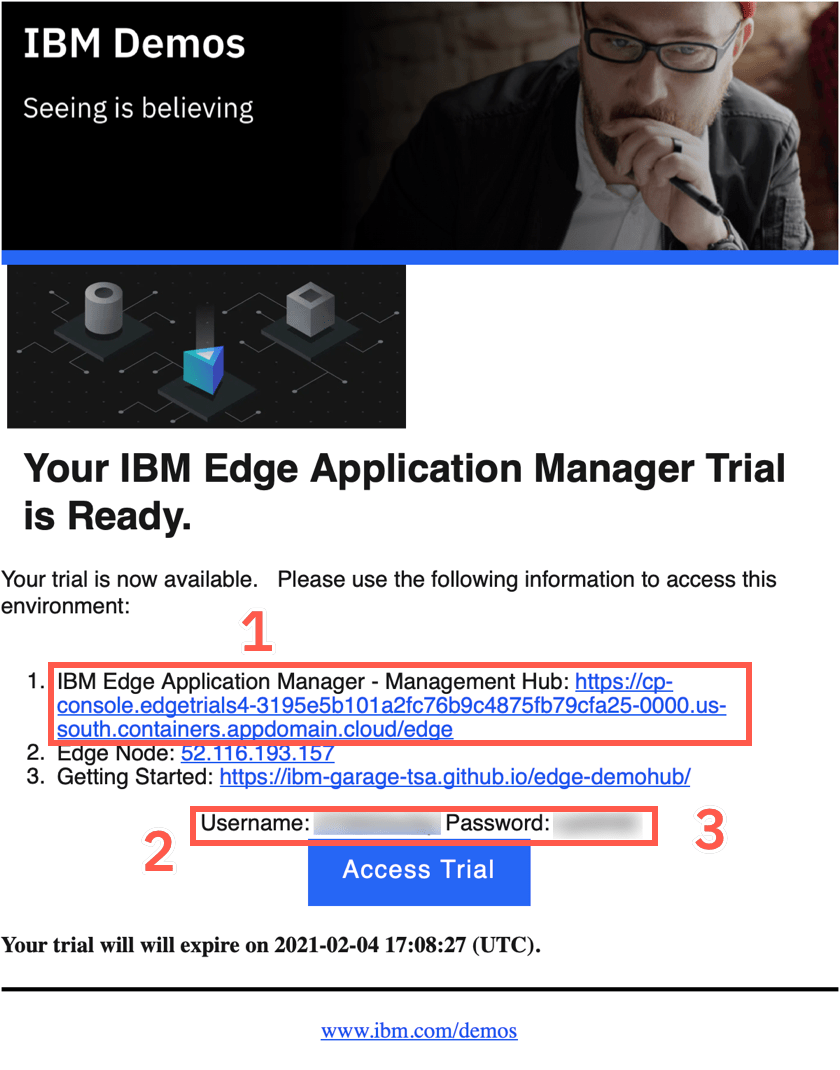 IBM Demos
Seeing is believing
Your IBM Edge Application Manager Trial
is Ready.
Your trial is now available.   Please use the following information to access this
environment:
1
1. IBM Edge Application Manager - Management Hub: https://cp-
console.edgetrials4-3195e5b101a2fc76b9c4875fb79cfa25-0000.us-
south.containers.appdomain.cloud/edge
2. Edge Node: 52.116.193.157
3. Getting Started: https://ibm-garage-tsa.github.io/edge-demohub/
Username: Password:
2
3
Access Trial
Your trial will will expire on 2021-02-04 17:08:27 (UTC).
www.ibm.com/demos